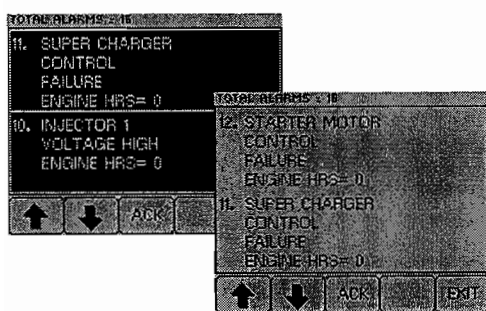 TOTAL ALARMS: 16
11. SUPER CHARGER
CONTROL
FAILURE
ENGINE HRS= 0
10. INJECTOR 1
VOLTAGE HIGH
ENGINE HRS= 0
ACK
TOTAL ALARMS: 16
12. STARTER MOTOR
CONTROL
FAILURE
ENGINE HRS= 0
11. SUPER CHARGER
CONTROL
FAILURE
ENGINE HRS= 0
ACK
EXIT